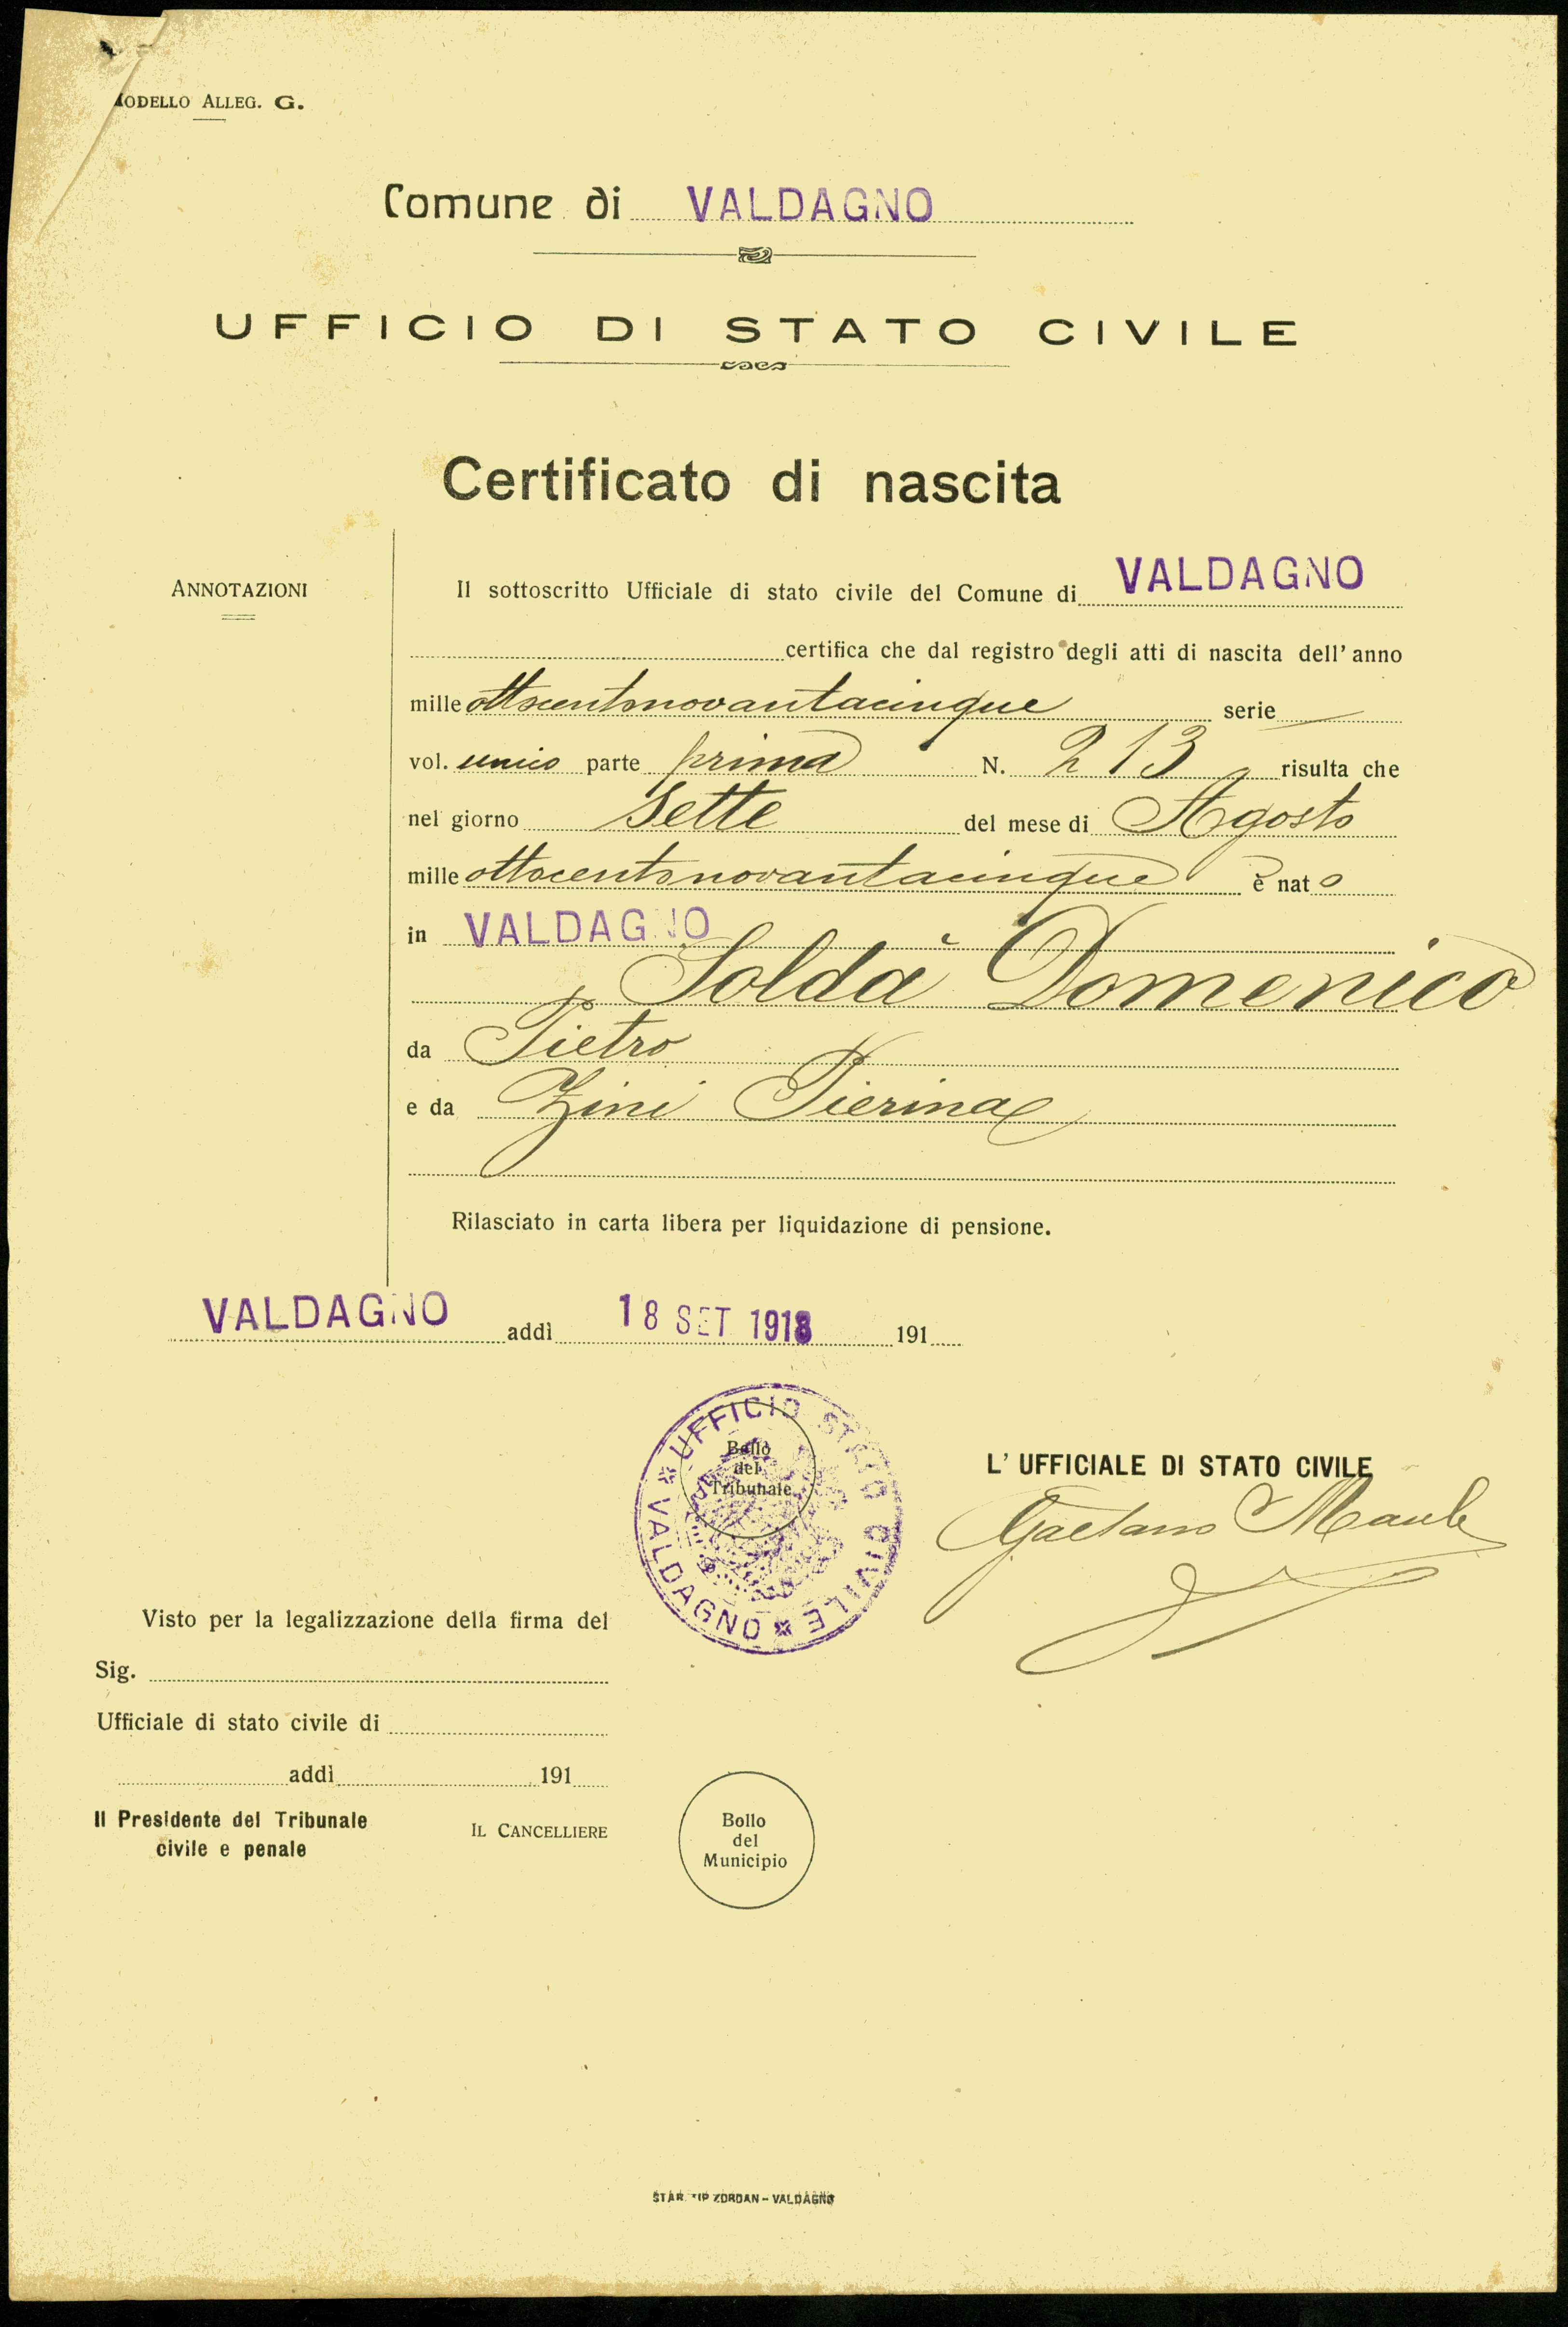 MODELLO ALLEG. G.
Comune di VALDAGNO
UFFICIO DI STATO CIVILE
Certificato di nascita
ANNOTAZIONI
Il sottoscritto Ufficiale di stato civile del Comune di VALDAGNO
certifica che dal registro degli atti di nascita dell'anno
mille ottocentonovantacinque serie
vol. unico parte prima N. 213 risulta che
nel giorno Sette del mese di Agosto
mille ottocentonovantacinque è nato
in VALDAGNO
Soldà Domenico
da Pietro
e da Zini Pierina
Rilasciato in carta libera per liquidazione di pensione.
VALDAGNO addì 18 SET 1918 191
UFFICIO STATO CIVILE
VALDAGNO
Bollo
del
Tribunale
L' UFFICIALE DI STATO CIVILE
Gaetano Maule
Visto per la legalizzazione della firma del
Sig.
Ufficiale di stato civile di
addì 191
Il Presidente del Tribunale
civile e penale
IL CANCELLIERE
Bollo
del
Municipio
STAB. TIP ZORDAN - VALDAGNO